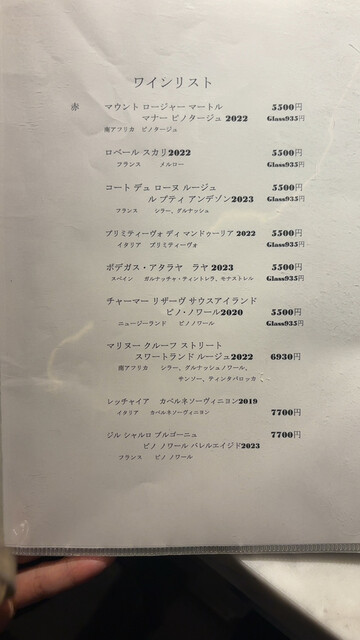 ワインリスト
赤 マウント ロージャー マートル 5500円
マナー ピノタージュ 2022 Glass935円
南アフリカ ピノタージュ
ロベール スカリ2022 5500円
フランス メルロー Glass935円
コート デュ ローヌ ルージュ 5500円
ル プティ アンデゾン2023 Glass935円
フランス シラー、グルナッシュ
プリミティーヴォ ディ マンドゥーリア 2022 5500円
イタリア プリミティーヴォ Glass935円
ボデガス・アタラヤ ラヤ 2023 5500円
スペイン ガルナッチャ・ティントレラ、モナストレル Glass935円
チャーマー リザーヴ サウスアイランド
ピノ・ノワール2020 5500円
ニュージーランド ピノノワール Glass935円
マリヌー クルーフ ストリート
スワートランド ルージュ2022 6930円
南アフリカ シラー、グルナッシュノワール、
サンソー、ティンタバロッカ
レッチャイア カベルネソーヴィニヨン2019
イタリア カベルネソーヴィニヨン 7700円
ジル シャルロ ブルゴーニュ 7700円
ピノ ノワール バレルエイジド2023
フランス ピノ ノワール